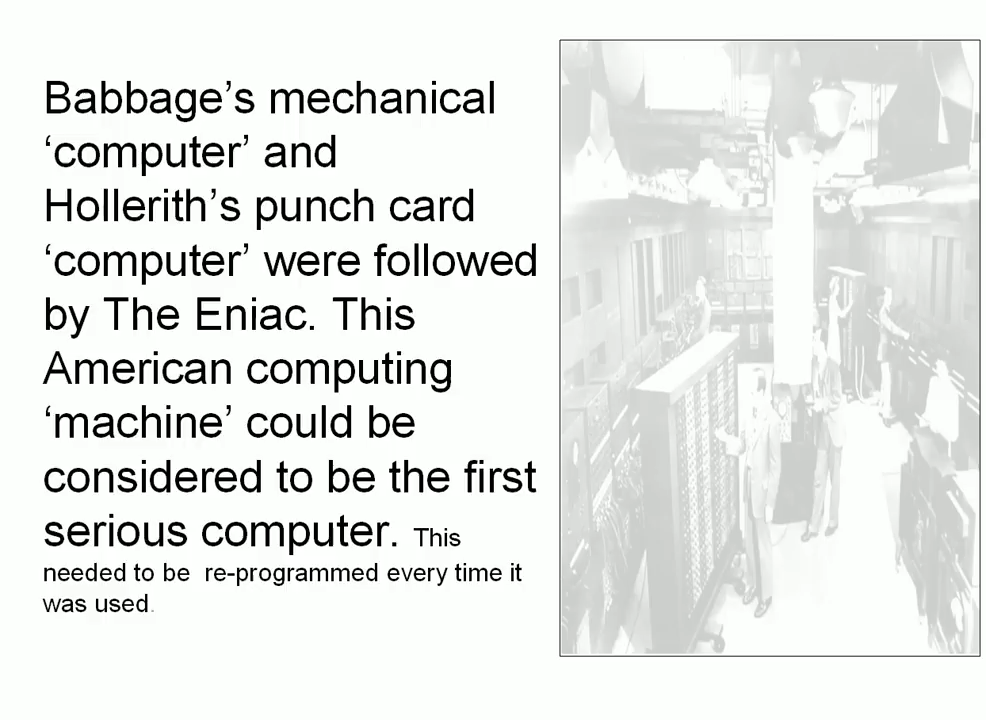 Babbage’s mechanical
‘computer’ and
Hollerith’s punch card
‘computer’ were followed
by The Eniac. This
American computing
‘machine’ could be
considered to be the first
serious computer. This
needed to be  re-programmed every time it
was used.